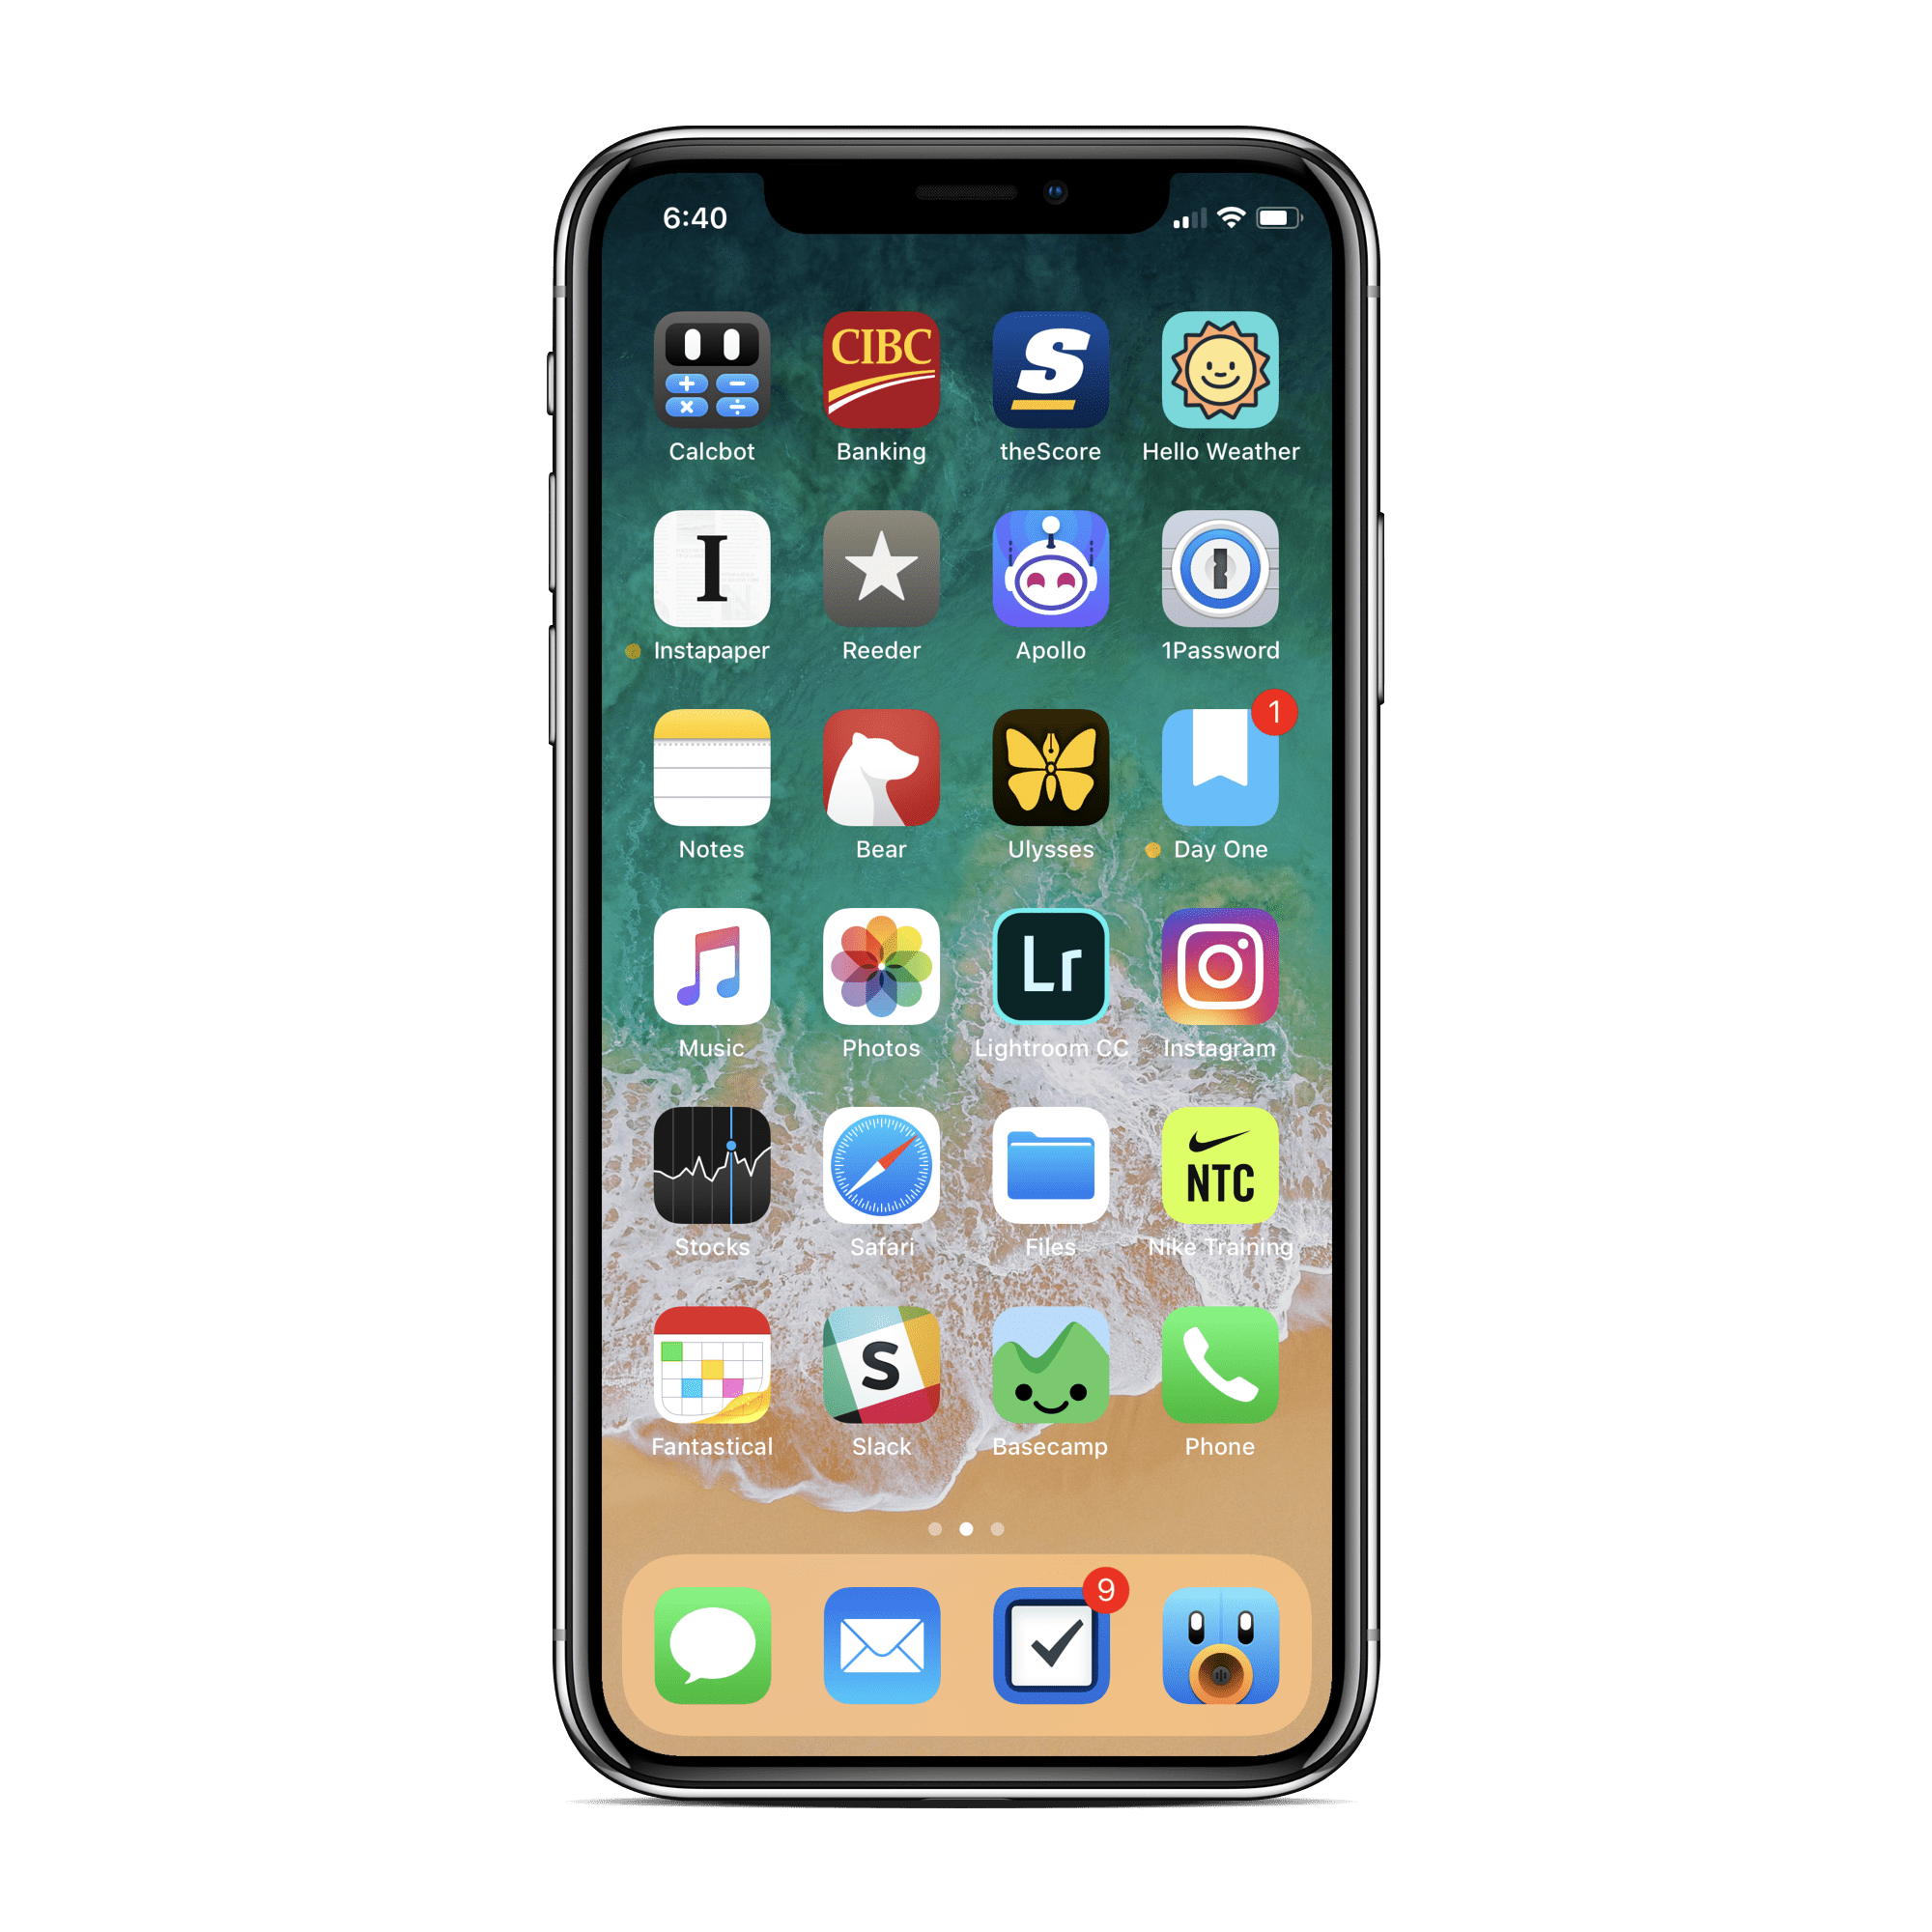 6:40
CIBC
S
Calcbot Banking theScore Hello Weather
I
Instapaper Reeder Apollo 1Password
1
Notes Bear Ulysses Day One
Lr
Music Photos Lightroom CC Instagram
NTC
Stocks Safari Files Nike Training
S
Fantastical Slack Basecamp Phone
9